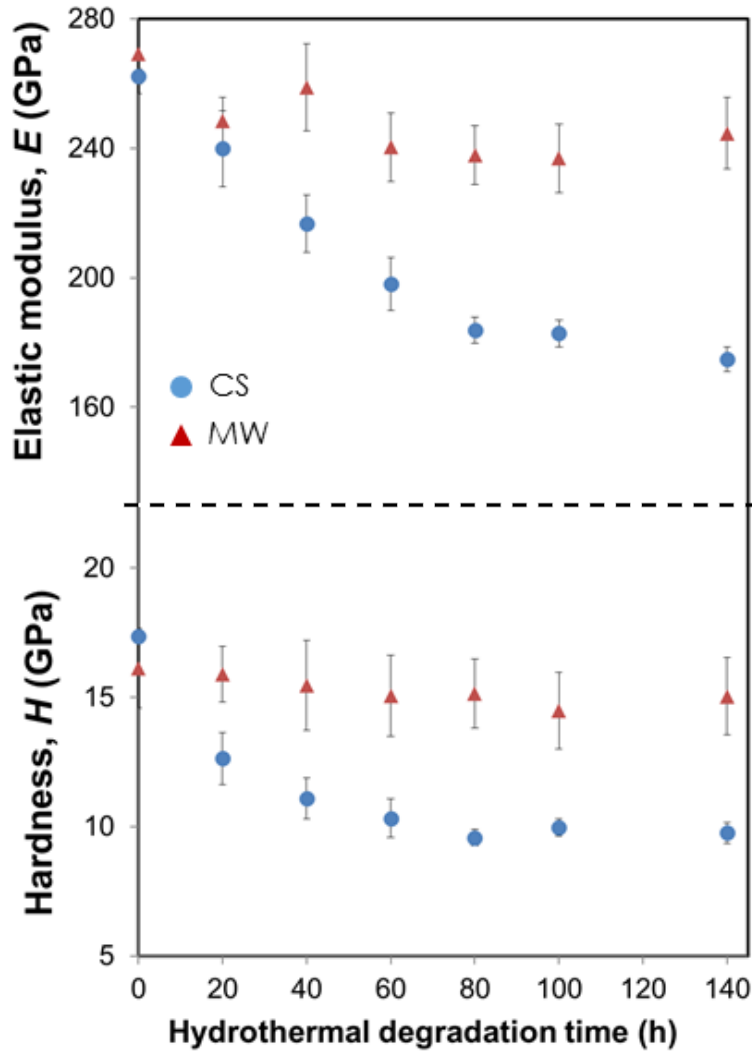 Elastic modulus, E (GPa)
280
240
200
160
CS
MW
Hardness, H (GPa)
20
15
10
5
0 20 40 60 80 100 120 140
Hydrothermal degradation time (h)